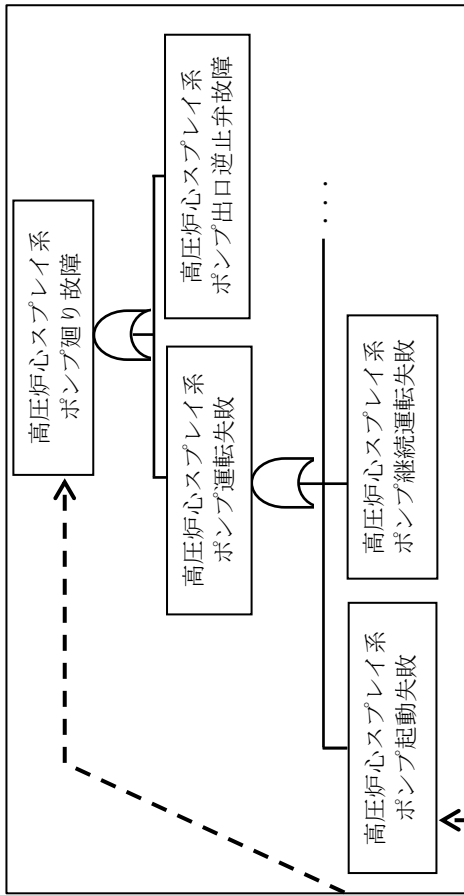 高圧炉心スプレイ系
ポンプ廻り故障
高圧炉心スプレイ系
ポンプ運転失敗
高圧炉心スプレイ系
ポンプ出口逆止弁故障
高圧炉心スプレイ系
ポンプ起動失敗
高圧炉心スプレイ系
ポンプ継続運転失敗
...